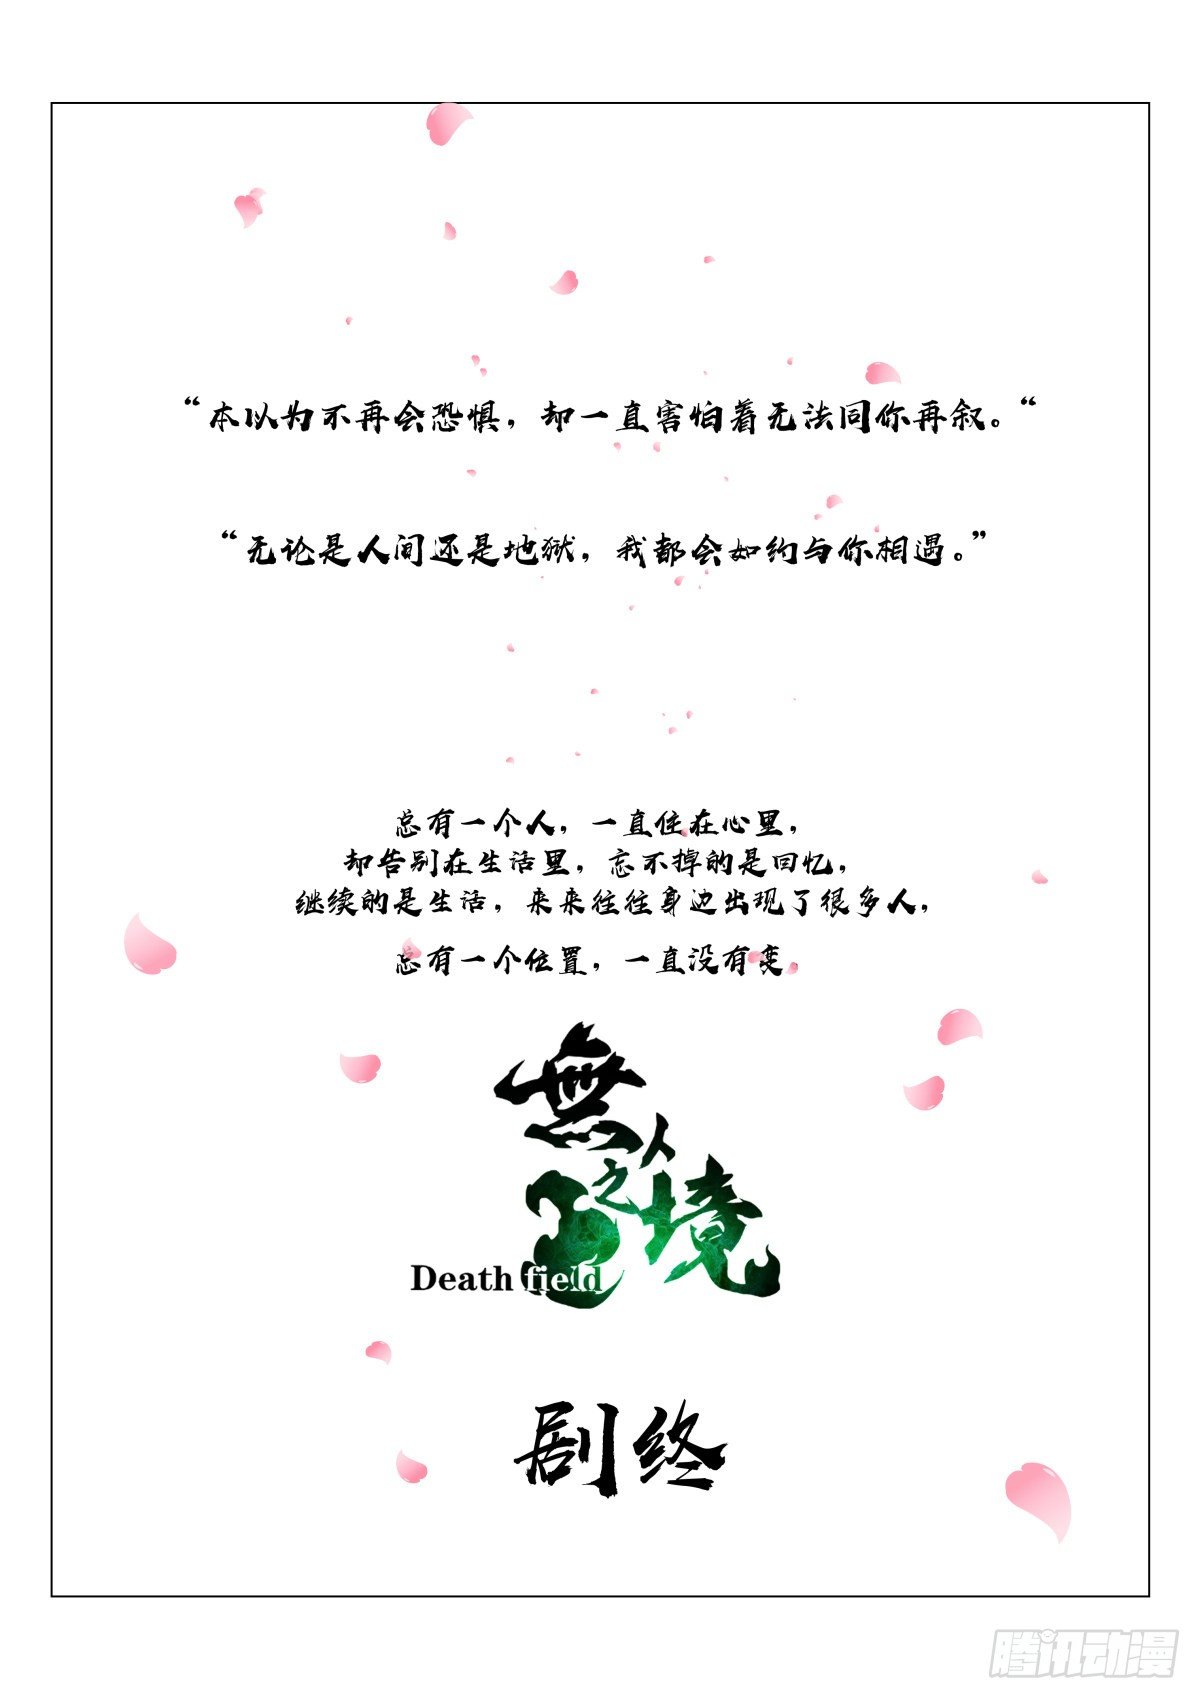 “本以为不再会恐惧，却一直害怕着无法同你再叙。“
“无论是人间还是地狱，我都会如约与你相遇。”
总有一个人，一直住在心里，
却告别在生活里，忘不掉的是回忆，
继续的是生活，来来往往身边出现了很多人，
总有一个位置，一直没有变。
無人之境
Death field
剧终
腾讯动漫